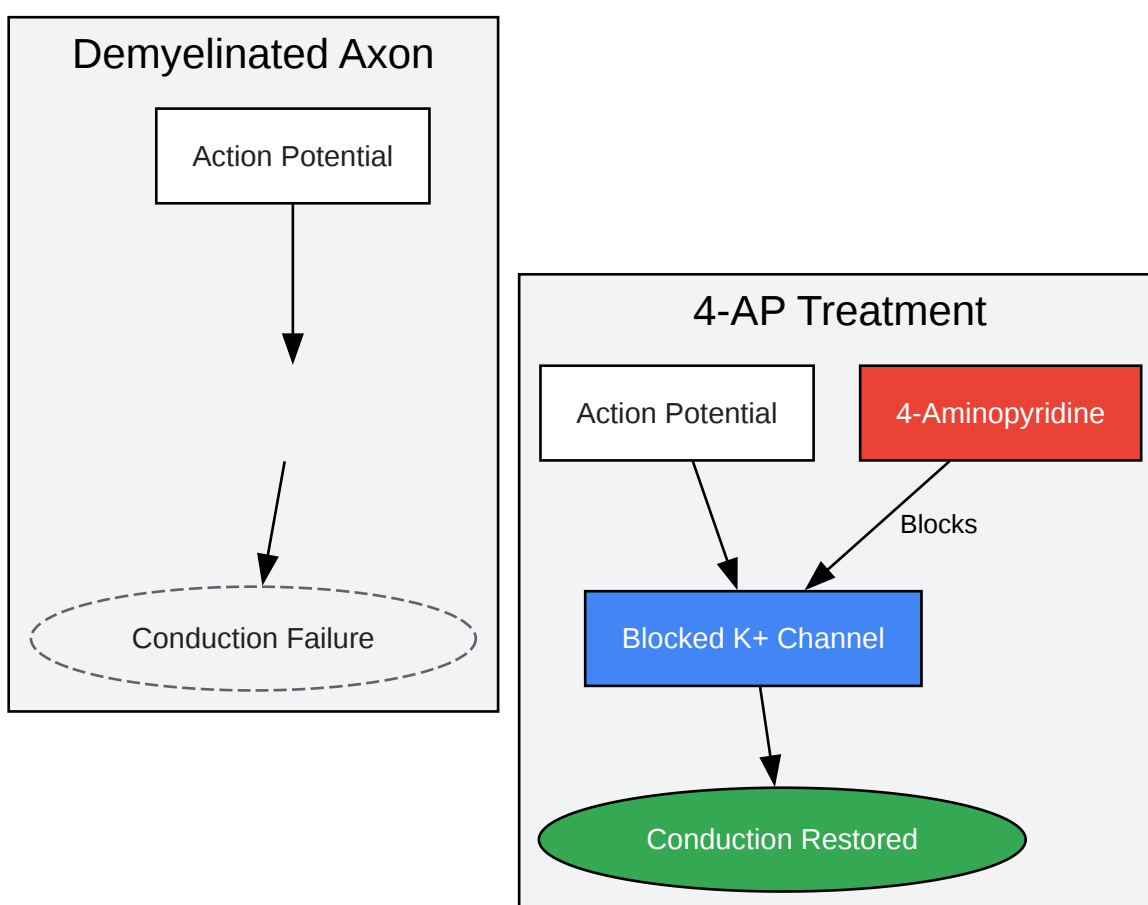 Demyelinated Axon
Action Potential
Conduction Failure
4-AP Treatment
Action Potential
4-Aminopyridine
Blocks
Blocked K+ Channel
Conduction Restored